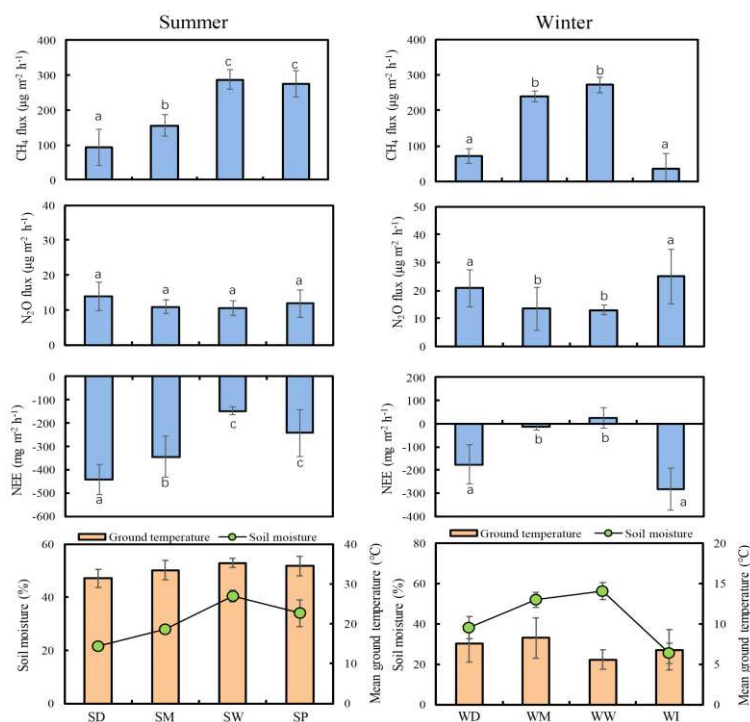 Summer
CH₄ flux (μg m⁻² h⁻¹)
400
300
200
100
0
a
b
c
c
N₂O flux (μg m⁻² h⁻¹)
40
30
20
10
0
a
a
a
a
NEE (mg m⁻² h⁻¹)
0
-100
-200
-300
-400
-500
-600
a
b
c
c
Ground temperature
Soil moisture
Soil moisture (%)
60
40
20
0
Mean ground temperature (℃)
40
30
20
10
0
SD
SM
SW
SP
Winter
CH₄ flux (μg m⁻² h⁻¹)
400
300
200
100
0
a
b
b
a
N₂O flux (μg m⁻² h⁻¹)
50
40
30
20
10
0
a
b
b
a
NEE (mg m⁻² h⁻¹)
200
100
0
-100
-200
-300
-400
a
b
b
a
Ground temperature
Soil moisture
Soil moisture (%)
80
60
40
20
0
Mean ground temperature (℃)
20
15
10
5
0
WD
WM
WW
WI